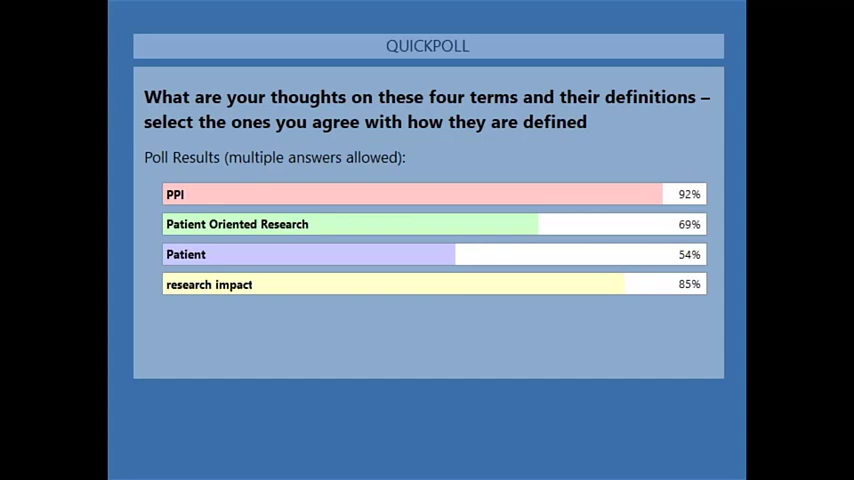 QUICKPOLL
What are your thoughts on these four terms and their definitions –
select the ones you agree with how they are defined
Poll Results (multiple answers allowed):
PPI 92%
Patient Oriented Research 69%
Patient 54%
research impact 85%